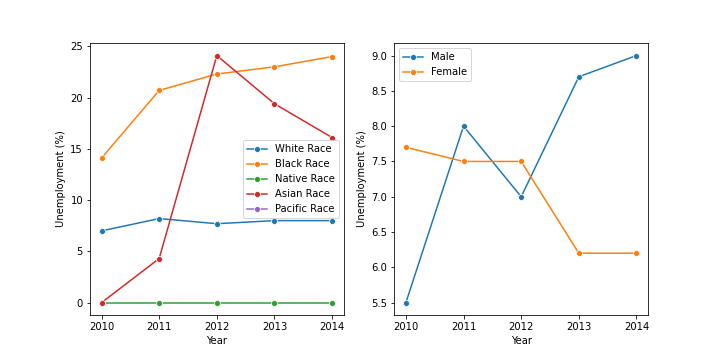 25
20
15
10
5
0
Unemployment (%)
White Race
Black Race
Native Race
Asian Race
Pacific Race
2010 2011 2012 2013 2014
Year
9.0
8.5
8.0
7.5
7.0
6.5
6.0
5.5
Unemployment (%)
Male
Female
2010 2011 2012 2013 2014
Year